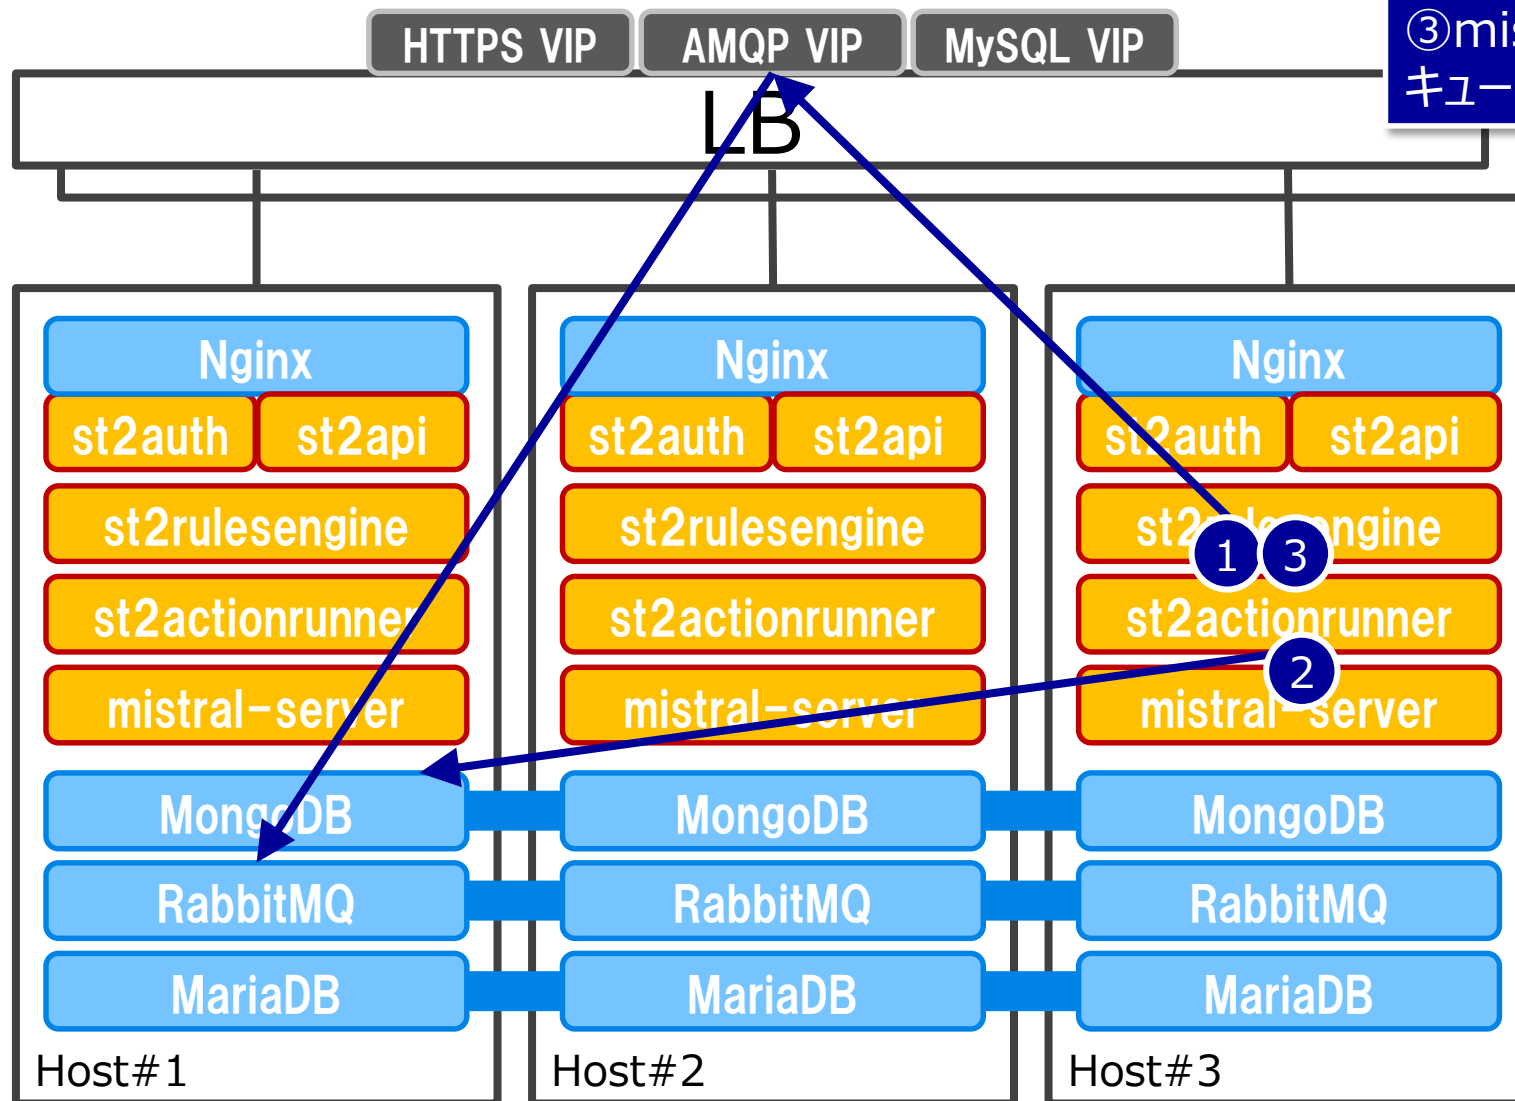 HTTPS VIP
AMQP VIP
MySQL VIP
③mis
キュー
LB
Nginx
st2auth
st2api
st2rulesengine
st2actionrunner
mistral-server
MongoDB
RabbitMQ
MariaDB
Host#1
Nginx
st2auth
st2api
st2rulesengine
st2actionrunner
mistral-server
MongoDB
RabbitMQ
MariaDB
Host#2
Nginx
st2auth
st2api
st2rulesengine
1
3
st2actionrunner
2
mistral-server
MongoDB
RabbitMQ
MariaDB
Host#3